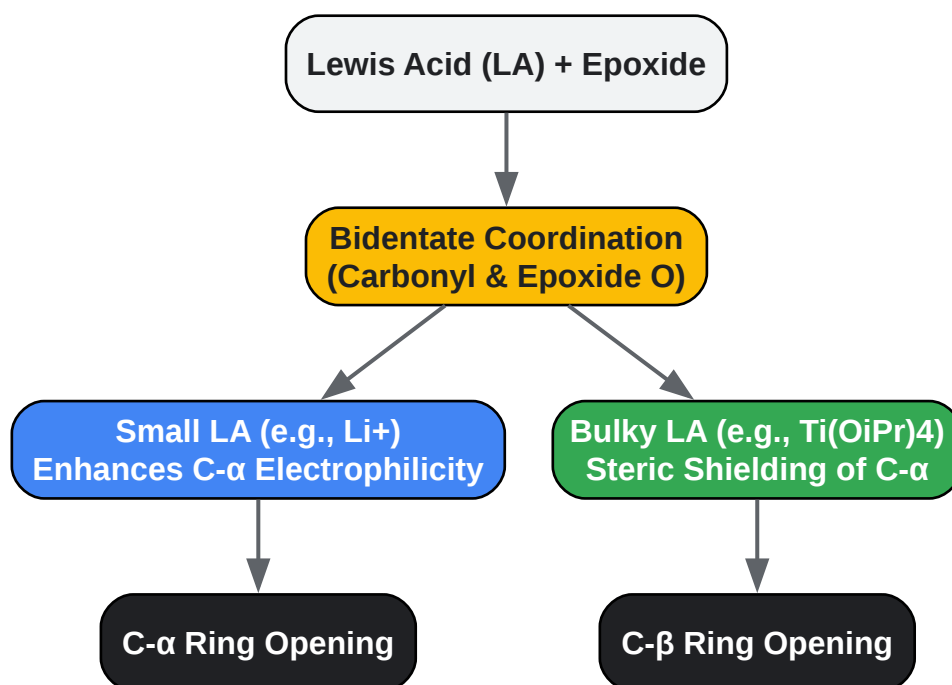 Lewis Acid (LA) + Epoxide
Bidentate Coordination
(Carbonyl & Epoxide O)
Small LA (e.g., Li+)
Enhances C-α Electrophilicity
Bulky LA (e.g., Ti(OiPr)4)
Steric Shielding of C-α
C-α Ring Opening
C-β Ring Opening